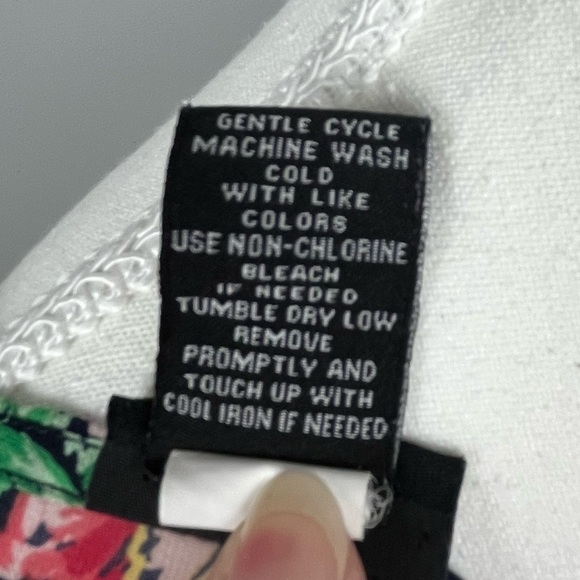 GENTLE CYCLE
MACHINE WASH
COLD
WITH LIKE
COLORS
USE NON-CHLORINE
BLEACH
IF NEEDED
TUMBLE DRY LOW
REMOVE
PROMPTLY AND
TOUCH UP WITH
COOL IRON IF NEEDED